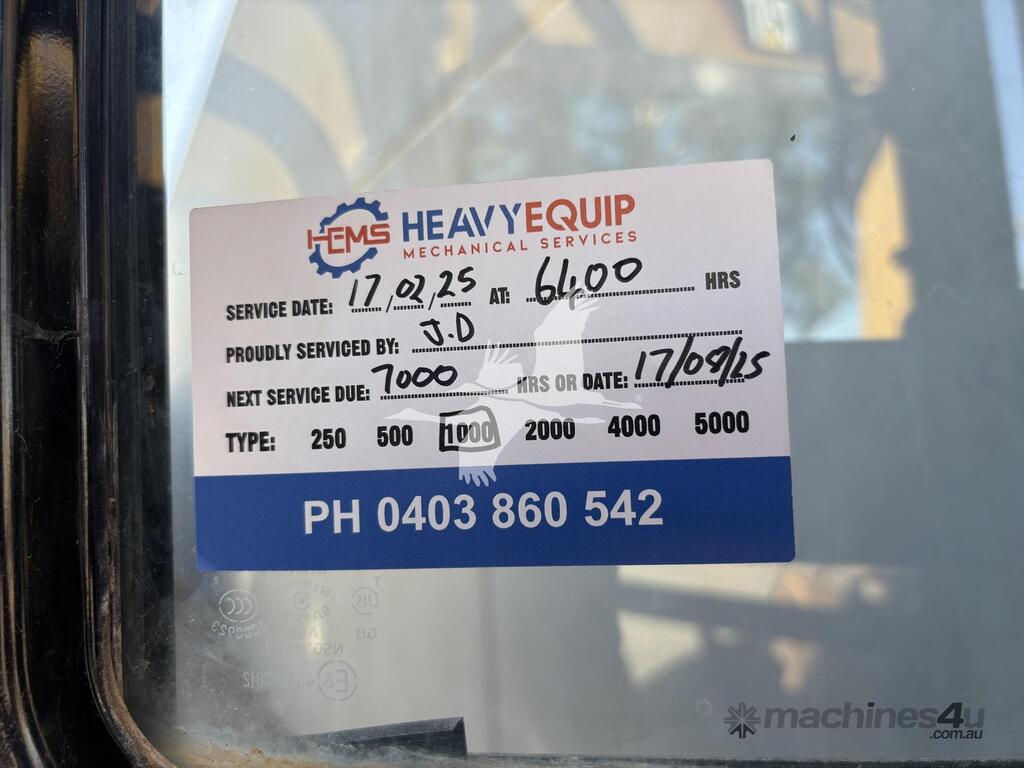 HEMS HEAVYEQUIP
MECHANICAL SERVICES
SERVICE DATE: 17,02,25 AT: 6400 HRS
PROUDLY SERVICED BY: J.D
NEXT SERVICE DUE: 7000 HRS OR DATE: 17/08/25
TYPE: 250 500 1000 2000 4000 5000
PH 0403 860 542
machines4u
.com.au